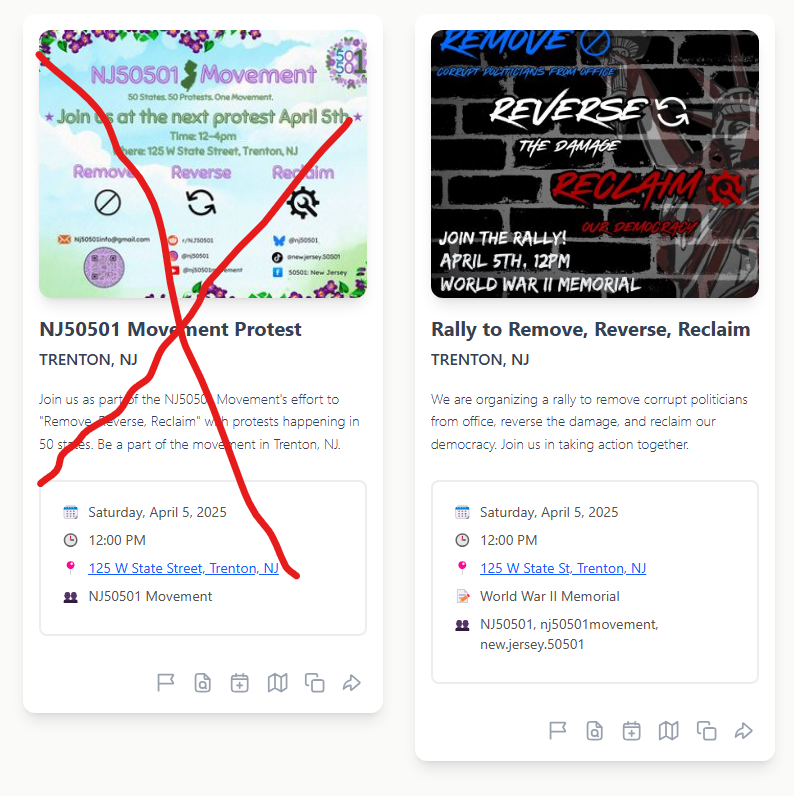 NJ50501 Movement
50 States. 50 Protests. One Movement.
Join us at the next protest April 5th
Time: 12-4pm
Where: 125 W State Street, Trenton, NJ
Remove Reverse Reclaim
nj50501info@gmail.com
r/NJ50501
@nj50501
@nj50501movement
@nj50501
@new.jersey.50501
50501: New Jersey
50
50
1
NJ50501 Movement Protest
TRENTON, NJ
Join us as part of the NJ50501 Movement's effort to
"Remove, Reverse, Reclaim" with protests happening in
50 states. Be a part of the movement in Trenton, NJ.
Saturday, April 5, 2025
12:00 PM
125 W State Street, Trenton, NJ
NJ50501 Movement
REMOVE
CORRUPT POLITICIANS FROM OFFICE
REVERSE
THE DAMAGE
RECLAIM
OUR DEMOCRACY
JOIN THE RALLY!
APRIL 5TH, 12PM
WORLD WAR II MEMORIAL
Rally to Remove, Reverse, Reclaim
TRENTON, NJ
We are organizing a rally to remove corrupt politicians
from office, reverse the damage, and reclaim our
democracy. Join us in taking action together.
Saturday, April 5, 2025
12:00 PM
125 W State St, Trenton, NJ
World War II Memorial
NJ50501, nj50501movement,
new.jersey.50501